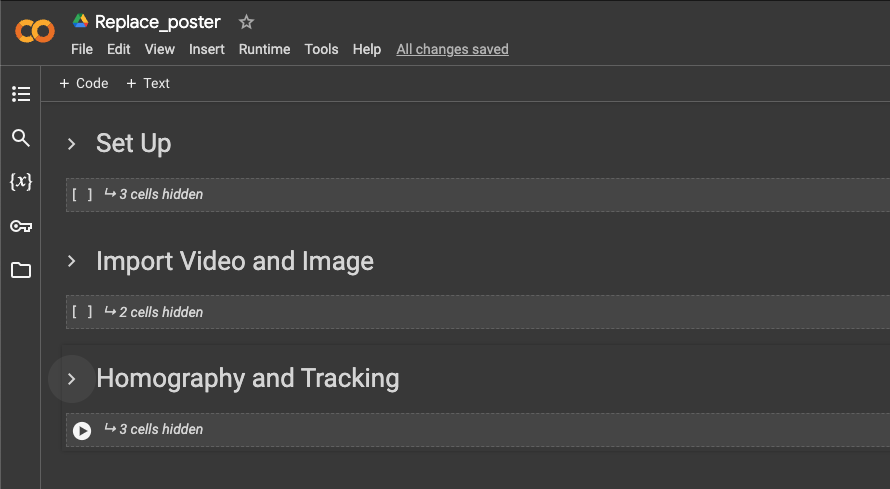 Replace_poster
File Edit View Insert Runtime Tools Help All changes saved
+ Code + Text
Set Up
[ ] ↳ 3 cells hidden
Import Video and Image
[ ] ↳ 2 cells hidden
Homography and Tracking
↳ 3 cells hidden
{x}